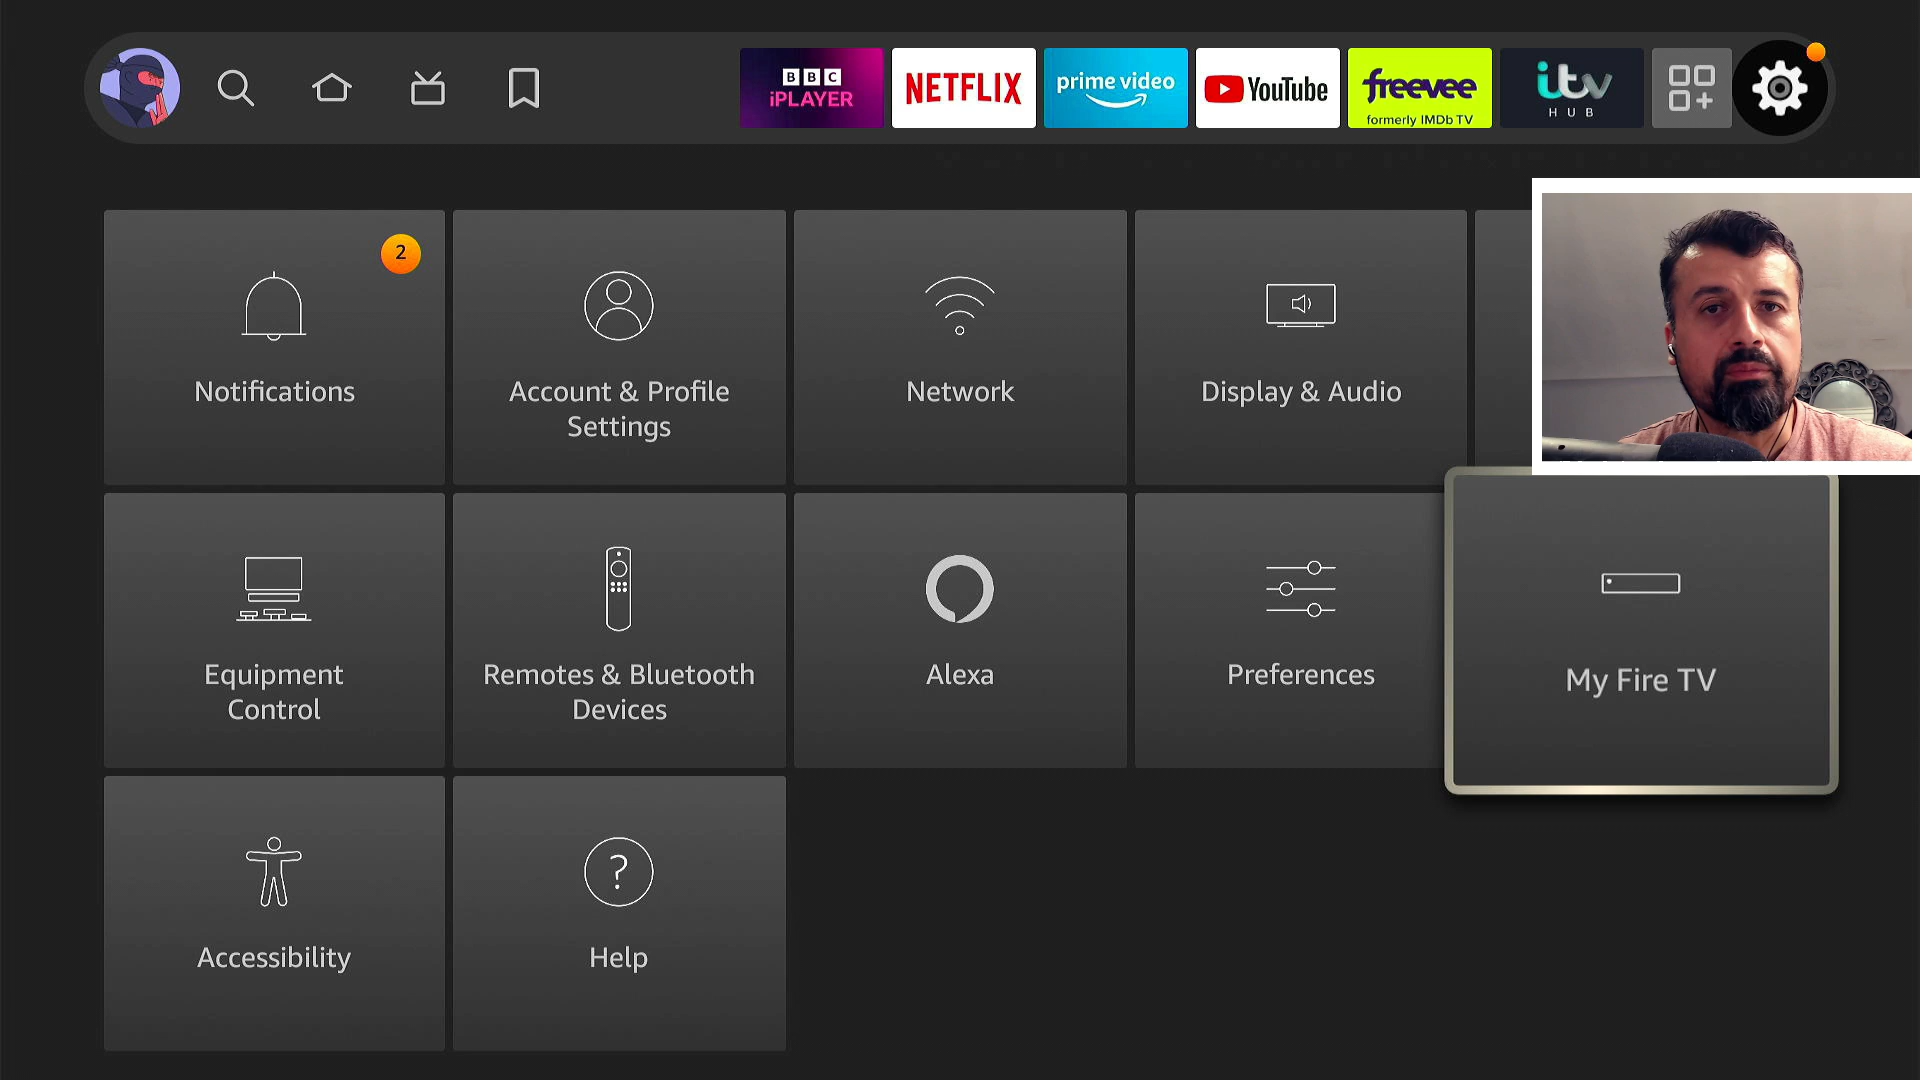 BBC
iPLAYER
NETFLIX
prime video
YouTube
freevee
formerly IMDb TV
itv
HUB
2
Notifications
Account & Profile
Settings
Network
Display & Audio
Equipment
Control
Remotes & Bluetooth
Devices
Alexa
Preferences
My Fire TV
Accessibility
?
Help